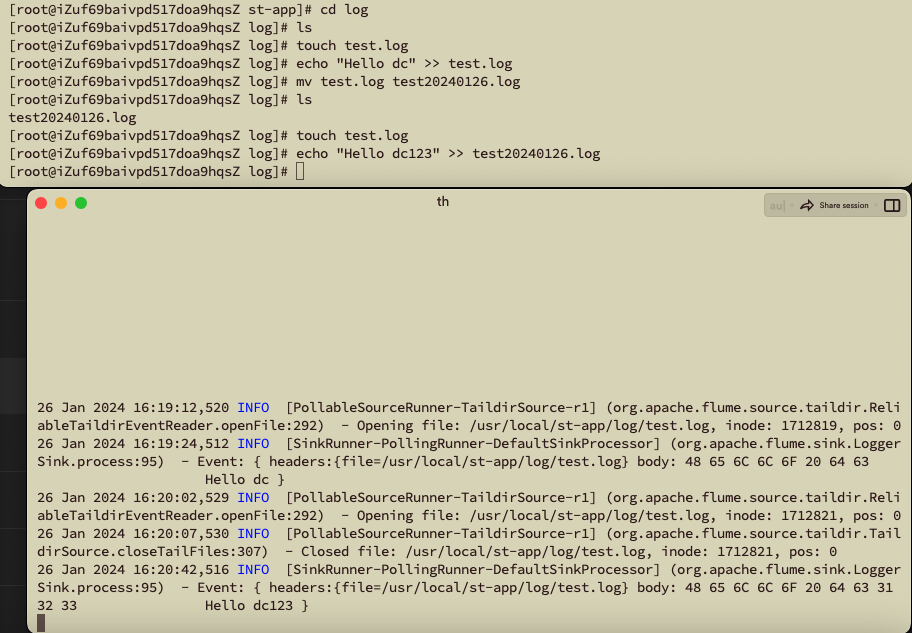 [root@iZuf69baivpd517doa9hqsZ st-app]# cd log
[root@iZuf69baivpd517doa9hqsZ log]# ls
[root@iZuf69baivpd517doa9hqsZ log]# touch test.log
[root@iZuf69baivpd517doa9hqsZ log]# echo "Hello dc" >> test.log
[root@iZuf69baivpd517doa9hqsZ log]# mv test.log test20240126.log
[root@iZuf69baivpd517doa9hqsZ log]# ls
test20240126.log
[root@iZuf69baivpd517doa9hqsZ log]# touch test.log
[root@iZuf69baivpd517doa9hqsZ log]# echo "Hello dc123" >> test20240126.log
[root@iZuf69baivpd517doa9hqsZ log]#
th
au| Share session
26 Jan 2024 16:19:12,520 INFO  [PollableSourceRunner-TaildirSource-r1] (org.apache.flume.source.taildir.Reli
ableTaildirEventReader.openFile:292)  - Opening file: /usr/local/st-app/log/test.log, inode: 1712819, pos: 0
26 Jan 2024 16:19:24,512 INFO  [SinkRunner-PollingRunner-DefaultSinkProcessor] (org.apache.flume.sink.Logger
Sink.process:95)  - Event: { headers:{file=/usr/local/st-app/log/test.log} body: 48 65 6C 6C 6F 20 64 63
Hello dc }
26 Jan 2024 16:20:02,529 INFO  [PollableSourceRunner-TaildirSource-r1] (org.apache.flume.source.taildir.Reli
ableTaildirEventReader.openFile:292)  - Opening file: /usr/local/st-app/log/test.log, inode: 1712821, pos: 0
26 Jan 2024 16:20:07,530 INFO  [PollableSourceRunner-TaildirSource-r1] (org.apache.flume.source.taildir.Tail
dirSource.closeTailFiles:307)  - Closed file: /usr/local/st-app/log/test.log, inode: 1712821, pos: 0
26 Jan 2024 16:20:42,516 INFO  [SinkRunner-PollingRunner-DefaultSinkProcessor] (org.apache.flume.sink.Logger
Sink.process:95)  - Event: { headers:{file=/usr/local/st-app/log/test.log} body: 48 65 6C 6C 6F 20 64 63 31
32 33                Hello dc123 }